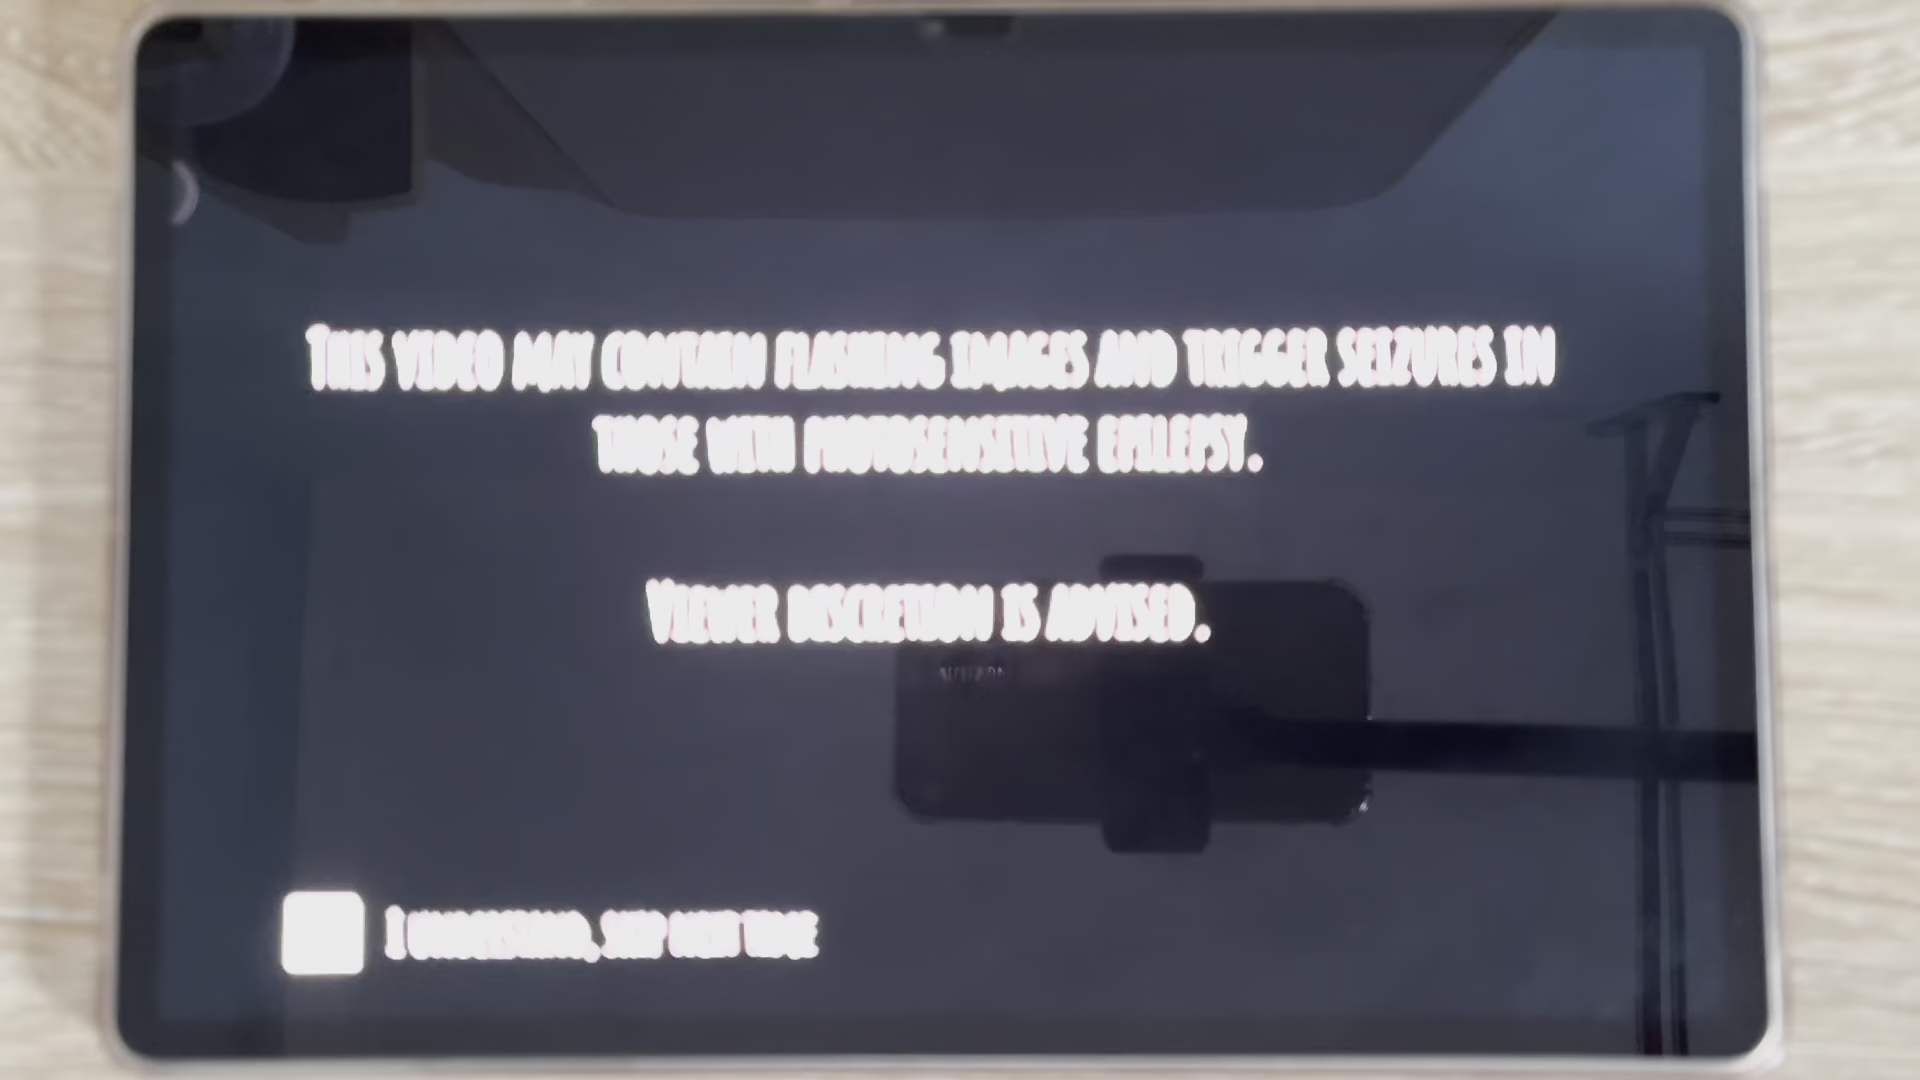 This video may contain flashing images and trigger seizures in
those with photosensitive epilepsy.
Viewer discretion is advised.
I understand, skip next time